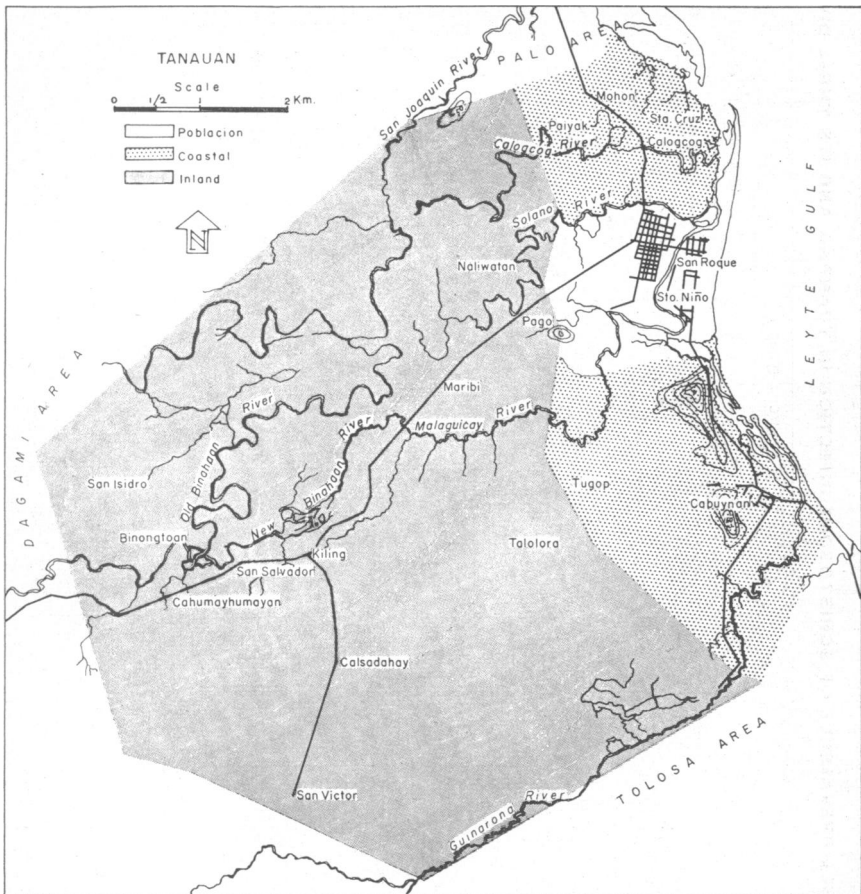 TANAUAN
Scale
0 1/2 1 2 Km.
Poblacion
Coastal
Inland
N
PALO AREA
San Joaquin River
Mohon
Sta. Cruz
Paiyak
Calogcog
Calogcog River
Solano River
LEYTE GULF
San Roque
Naliwatan
Sto. Niño
Pago
DAGAMI AREA
Maribi
Old Binahaan River
Malaguicay River
New Binahaan River
San Isidro
Tugop
Cabuynan
Binongtoan
Talolora
Kiling
San Salvador
Cahumayhumayan
Calsadahay
TOLOSA AREA
San Victor
Guinarona River